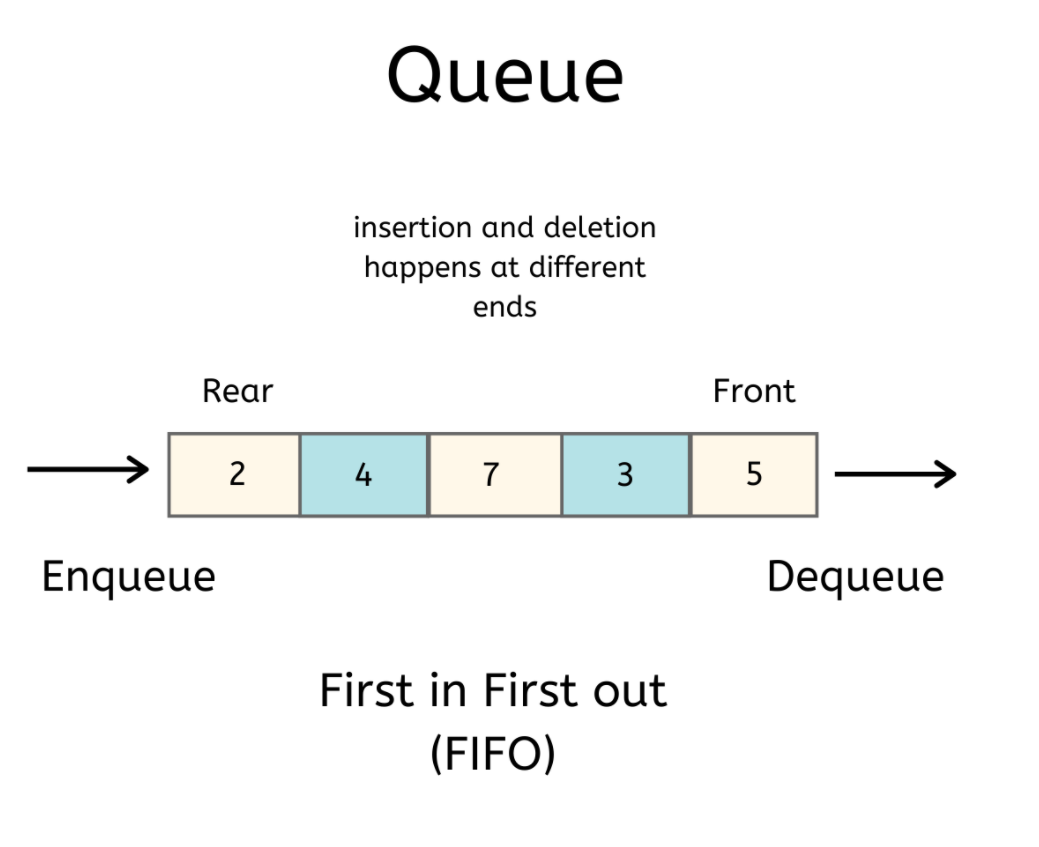 Queue
insertion and deletion
happens at different
ends
Rear
Front
2
4
7
3
5
Enqueue
Dequeue
First in First out
(FIFO)